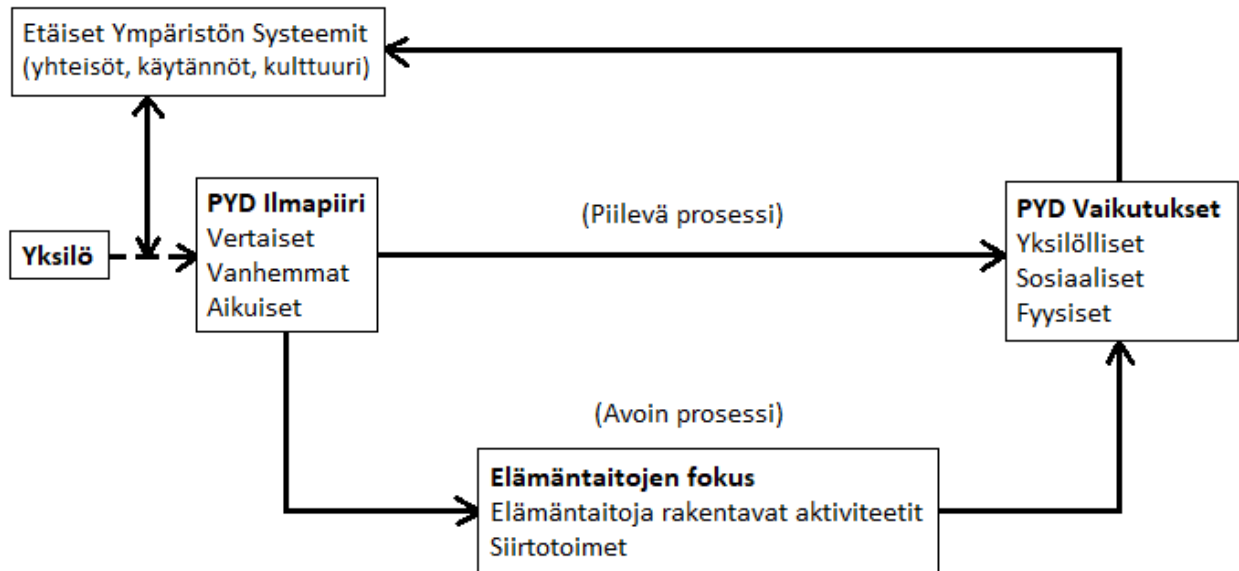 Etäiset Ympäristön Systeemit
(yhteisöt, käytännöt, kulttuuri)
Yksilö
PYD Ilmapiiri
Vertaiset
Vanhemmat
Aikuiset
(Piilevä prosessi)
PYD Vaikutukset
Yksilölliset
Sosiaaliset
Fyysiset
(Avoin prosessi)
Elämäntaitojen fokus
Elämäntaitoja rakentavat aktiviteetit
Siirtotoimet